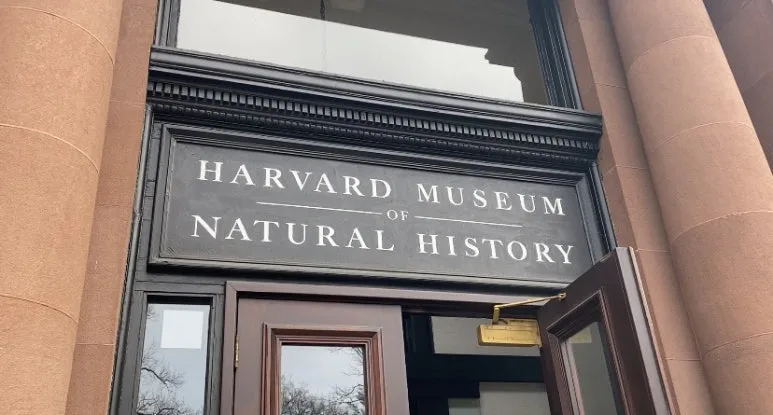 HARVARD MUSEUM
OF
NATURAL HISTORY